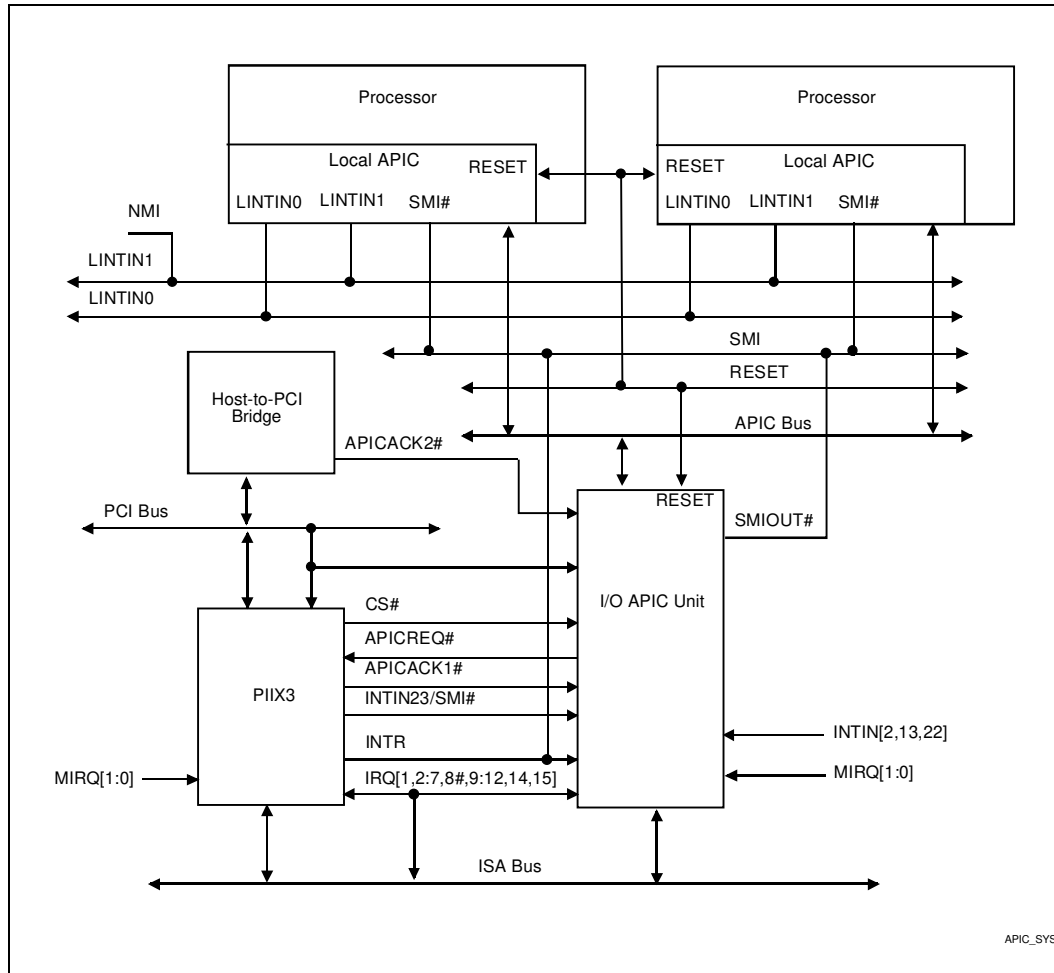 Processor
Processor
Local APIC
RESET
RESET
Local APIC
LINTIN0
LINTIN1
SMI#
LINTIN0
LINTIN1
SMI#
NMI
LINTIN1
LINTIN0
SMI
RESET
Host-to-PCI
Bridge
APIC Bus
APICACK2#
RESET
PCI Bus
SMIOUT#
CS#
I/O APIC Unit
APICREQ#
APICACK1#
PIIX3
INTIN23/SMI#
INTR
INTIN[2,13,22]
MIRQ[1:0]
IRQ[1,2:7,8#,9:12,14,15]
MIRQ[1:0]
ISA Bus
APIC_SYS